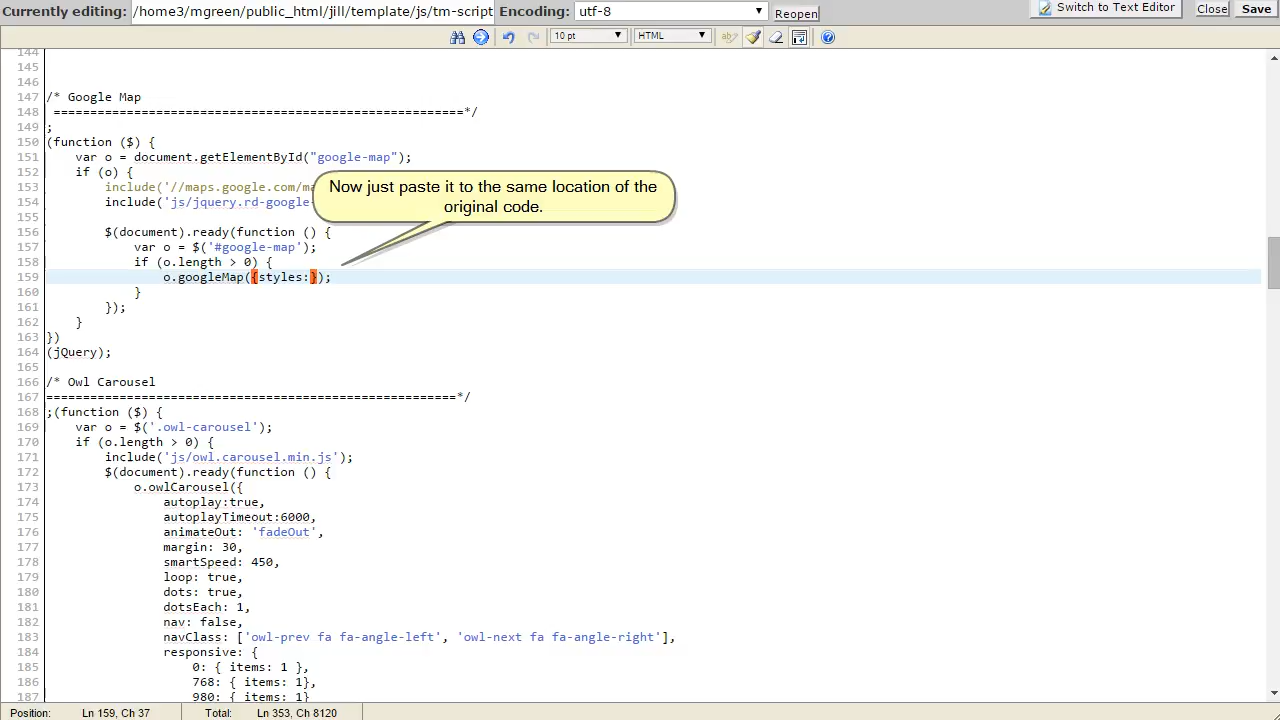 Currently editing: /home3/mgreen/public_html/jill/template/js/tm-script Encoding: utf-8 Reopen Switch to Text Editor Close Save
10 pt HTML
144
145
146
147 /* Google Map
148 ========================================================*/
149 ;
150 (function ($) {
151 var o = document.getElementById("google-map");
152 if (o) {
153 include('//maps.google.com/ma
154 include('js/jquery.rd-google-
155
156 $(document).ready(function () {
157 var o = $('#google-map');
158 if (o.length > 0) {
159 o.googleMap({styles:});
160 }
161 });
162 }
163 })
164 (jQuery);
165
166 /* Owl Carousel
167 ========================================================*/
168 ;(function ($) {
169 var o = $('.owl-carousel');
170 if (o.length > 0) {
171 include('js/owl.carousel.min.js');
172 $(document).ready(function () {
173 o.owlCarousel({
174 autoplay:true,
175 autoplayTimeout:6000,
176 animateOut: 'fadeOut',
177 margin: 30,
178 smartSpeed: 450,
179 loop: true,
180 dots: true,
181 dotsEach: 1,
182 nav: false,
183 navClass: ['owl-prev fa fa-angle-left', 'owl-next fa fa-angle-right'],
184 responsive: {
185 0: { items: 1 },
186 768: { items: 1},
187 980: { items: 1}
Now just paste it to the same location of the
original code.
Position: Ln 159, Ch 37 Total: Ln 353, Ch 8120